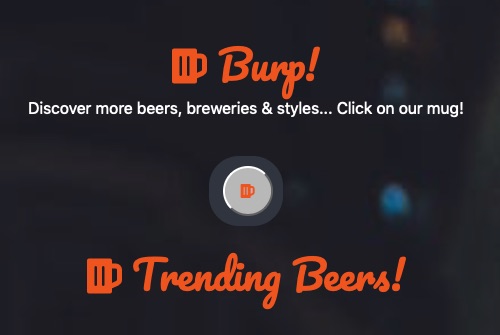 Burp!
Discover more beers, breweries & styles... Click on our mug!
Trending Beers!